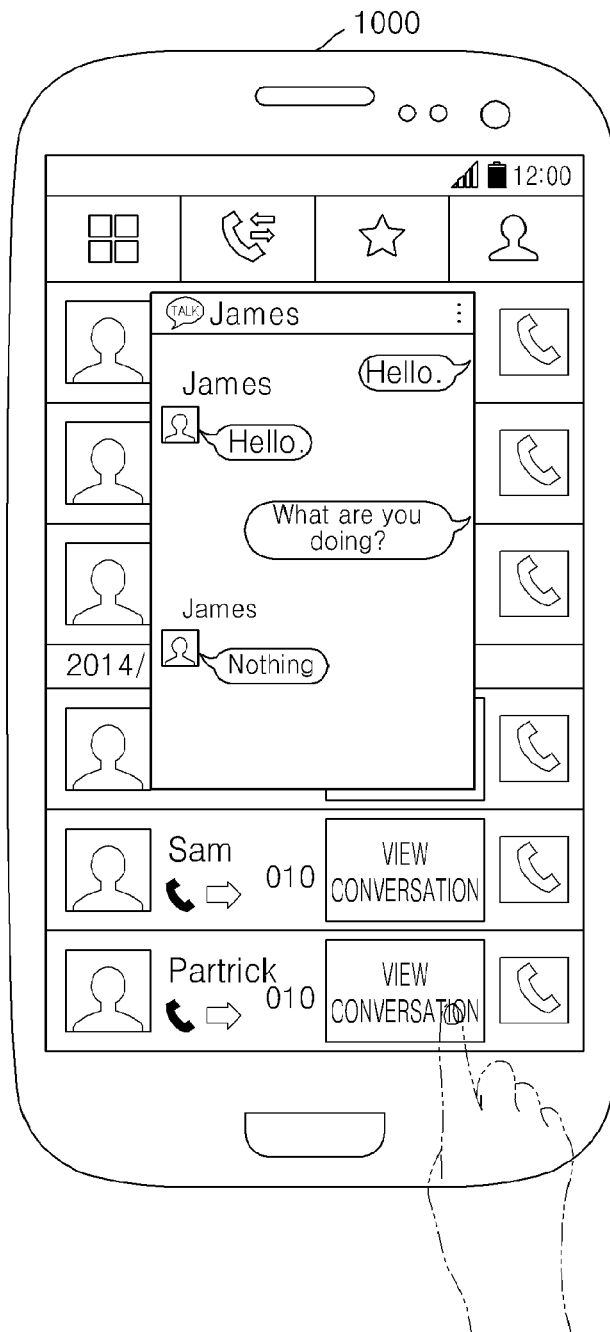 1000
12:00
TALK James
Hello.
James
Hello.
What are you
doing?
James
Nothing
2014/
Sam
010
VIEW
CONVERSATION
Partrick
010
VIEW
CONVERSATION